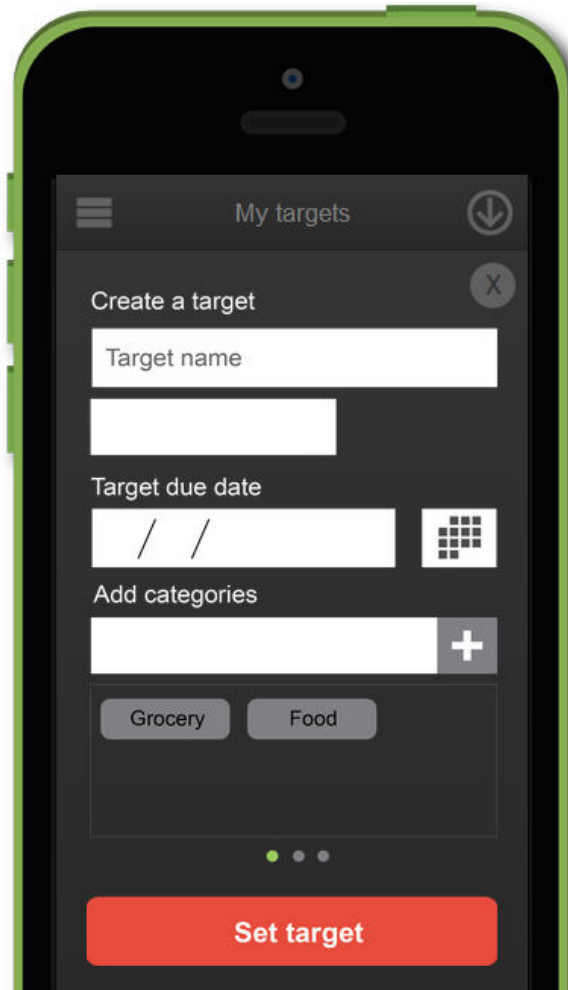 My targets
X
Create a target
Target name
Target due date
/ /
Add categories
+
Grocery Food
Set target